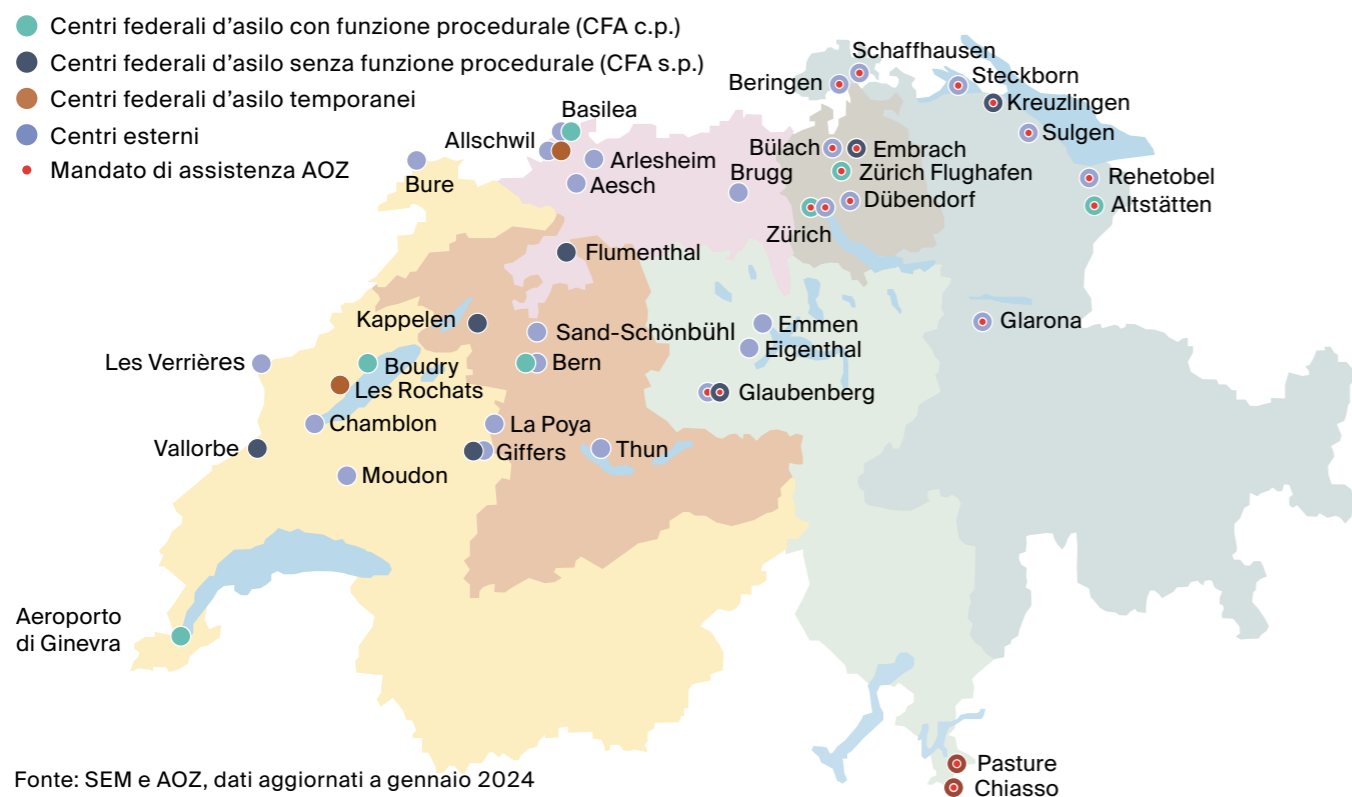 Centri federali d'asilo con funzione procedurale (CFA c.p.)
Centri federali d'asilo senza funzione procedurale (CFA s.p.)
Centri federali d'asilo temporanei
Centri esterni
Mandato di assistenza AOZ
Schaffhausen
Beringen
Steckborn
Kreuzlingen
Basilea
Sulgen
Allschwil
Bülach
Embrach
Arlesheim
Brugg
Zürich Flughafen
Rehetobel
Bure
Aesch
Dübendorf
Altstätten
Zürich
Flumenthal
Kappelen
Sand-Schönbühl
Emmen
Glarona
Eigenthal
Les Verrières
Boudry
Bern
Les Rochats
Glaubenberg
Chamblon
La Poya
Vallorbe
Giffers
Thun
Moudon
Aeroporto
di Ginevra
Pasture
Chiasso
Fonte: SEM e AOZ, dati aggiornati a gennaio 2024